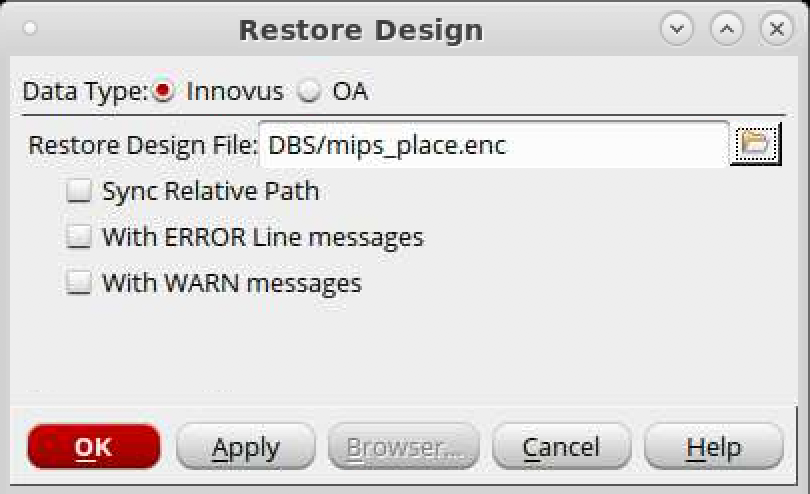 Restore Design
Data Type: Innovus OA
Restore Design File: DBS/mips_place.enc
Sync Relative Path
With ERROR Line messages
With WARN messages
OK Apply Browser... Cancel Help